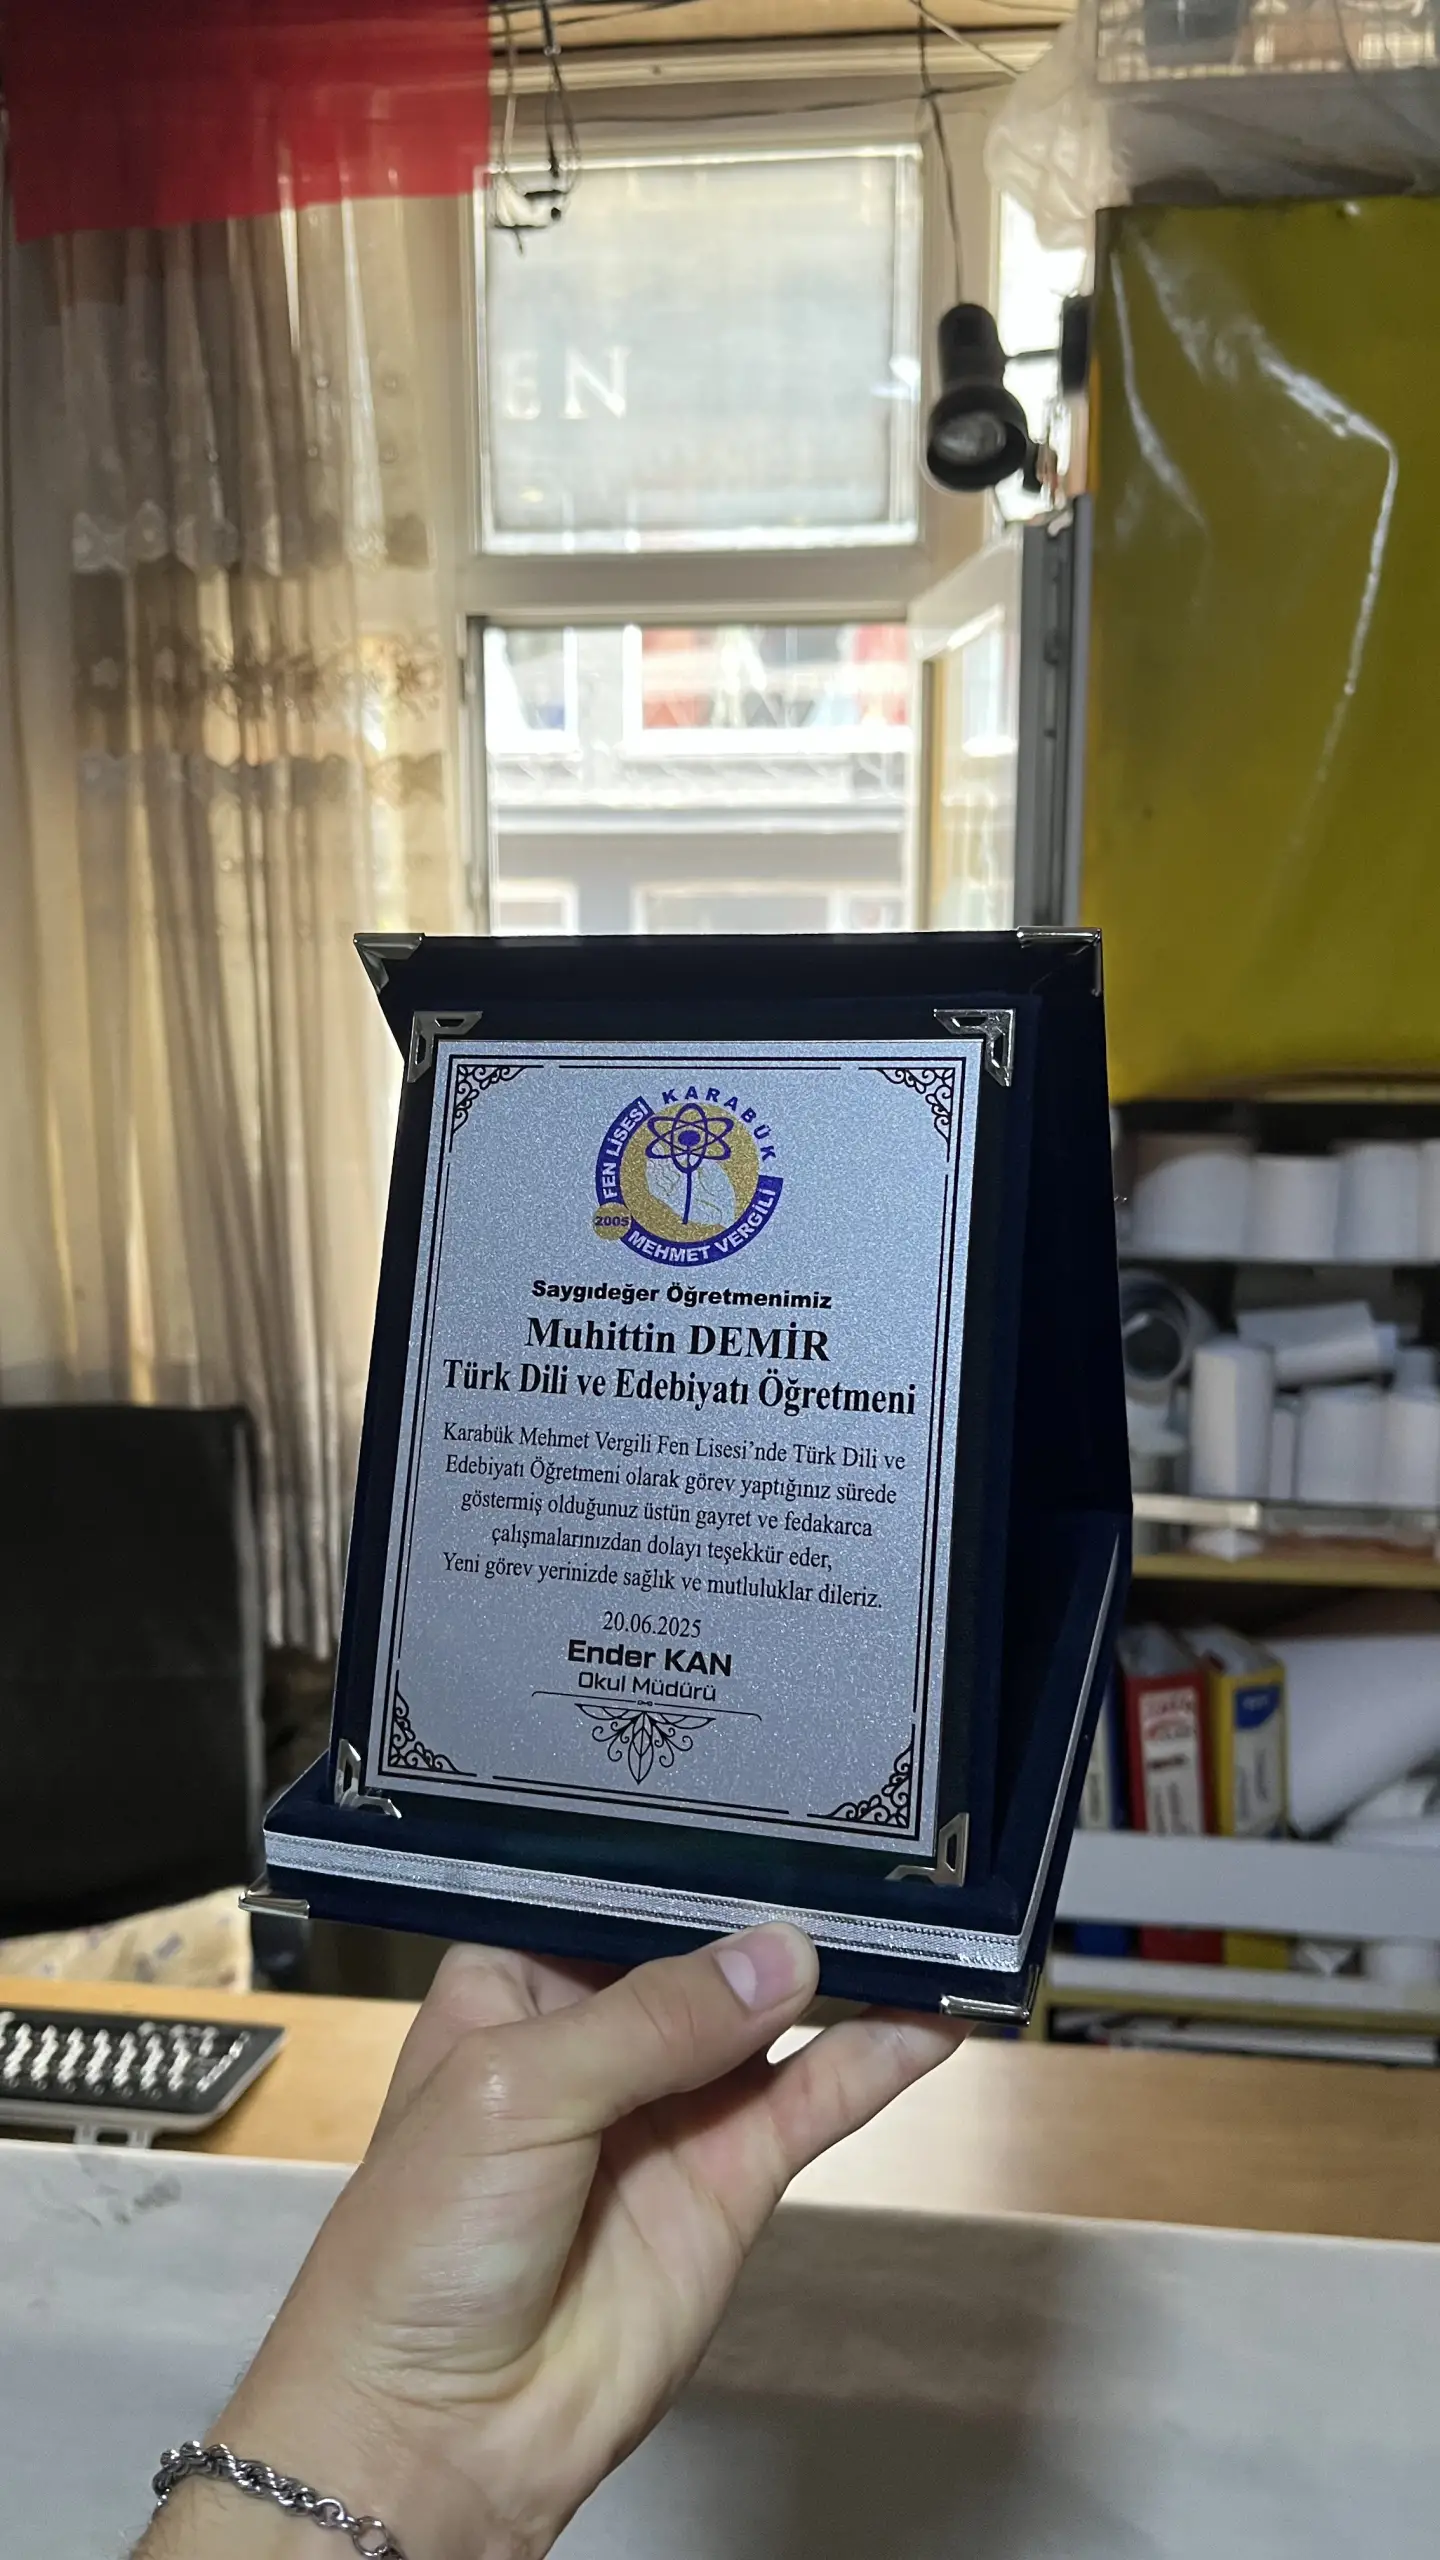 EN
KARABÜK
FEN LİSESİ
2005
MEHMET VERGİLİ
Saygıdeğer Öğretmenimiz
Muhittin DEMİR
Türk Dili ve Edebiyatı Öğretmeni
Karabük Mehmet Vergili Fen Lisesi'nde Türk Dili ve
Edebiyatı Öğretmeni olarak görev yaptığınız sürede
göstermiş olduğunuz üstün gayret ve fedakarca
çalışmalarınızdan dolayı teşekkür eder,
Yeni görev yerinizde sağlık ve mutluluklar dileriz.
20.06.2025
Ender KAN
Okul Müdürü